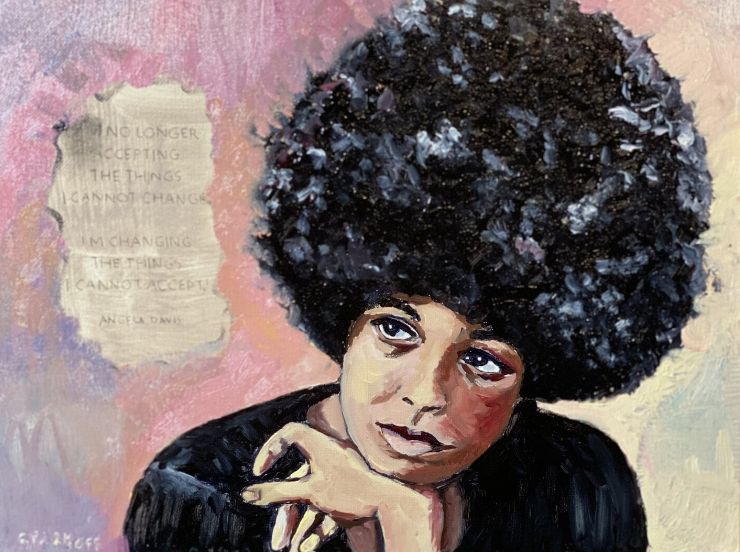 NO LONGER
ACCEPTING
THE THINGS
I CANNOT CHANGE
I'M CHANGING
THE THINGS
I CANNOT ACCEPT!
ANGELA DAVIS